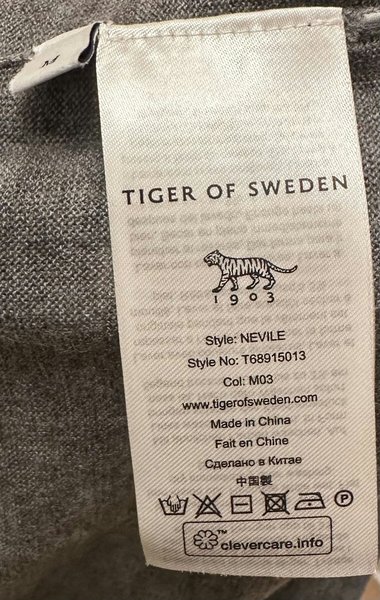 M
TIGER OF SWEDEN
1903
Style: NEVILE
Style No: T68915013
Col: M03
www.tigerofsweden.com
Made in China
Fait en Chine
Сделано в Китае
中国製
P
™
clevercare.info